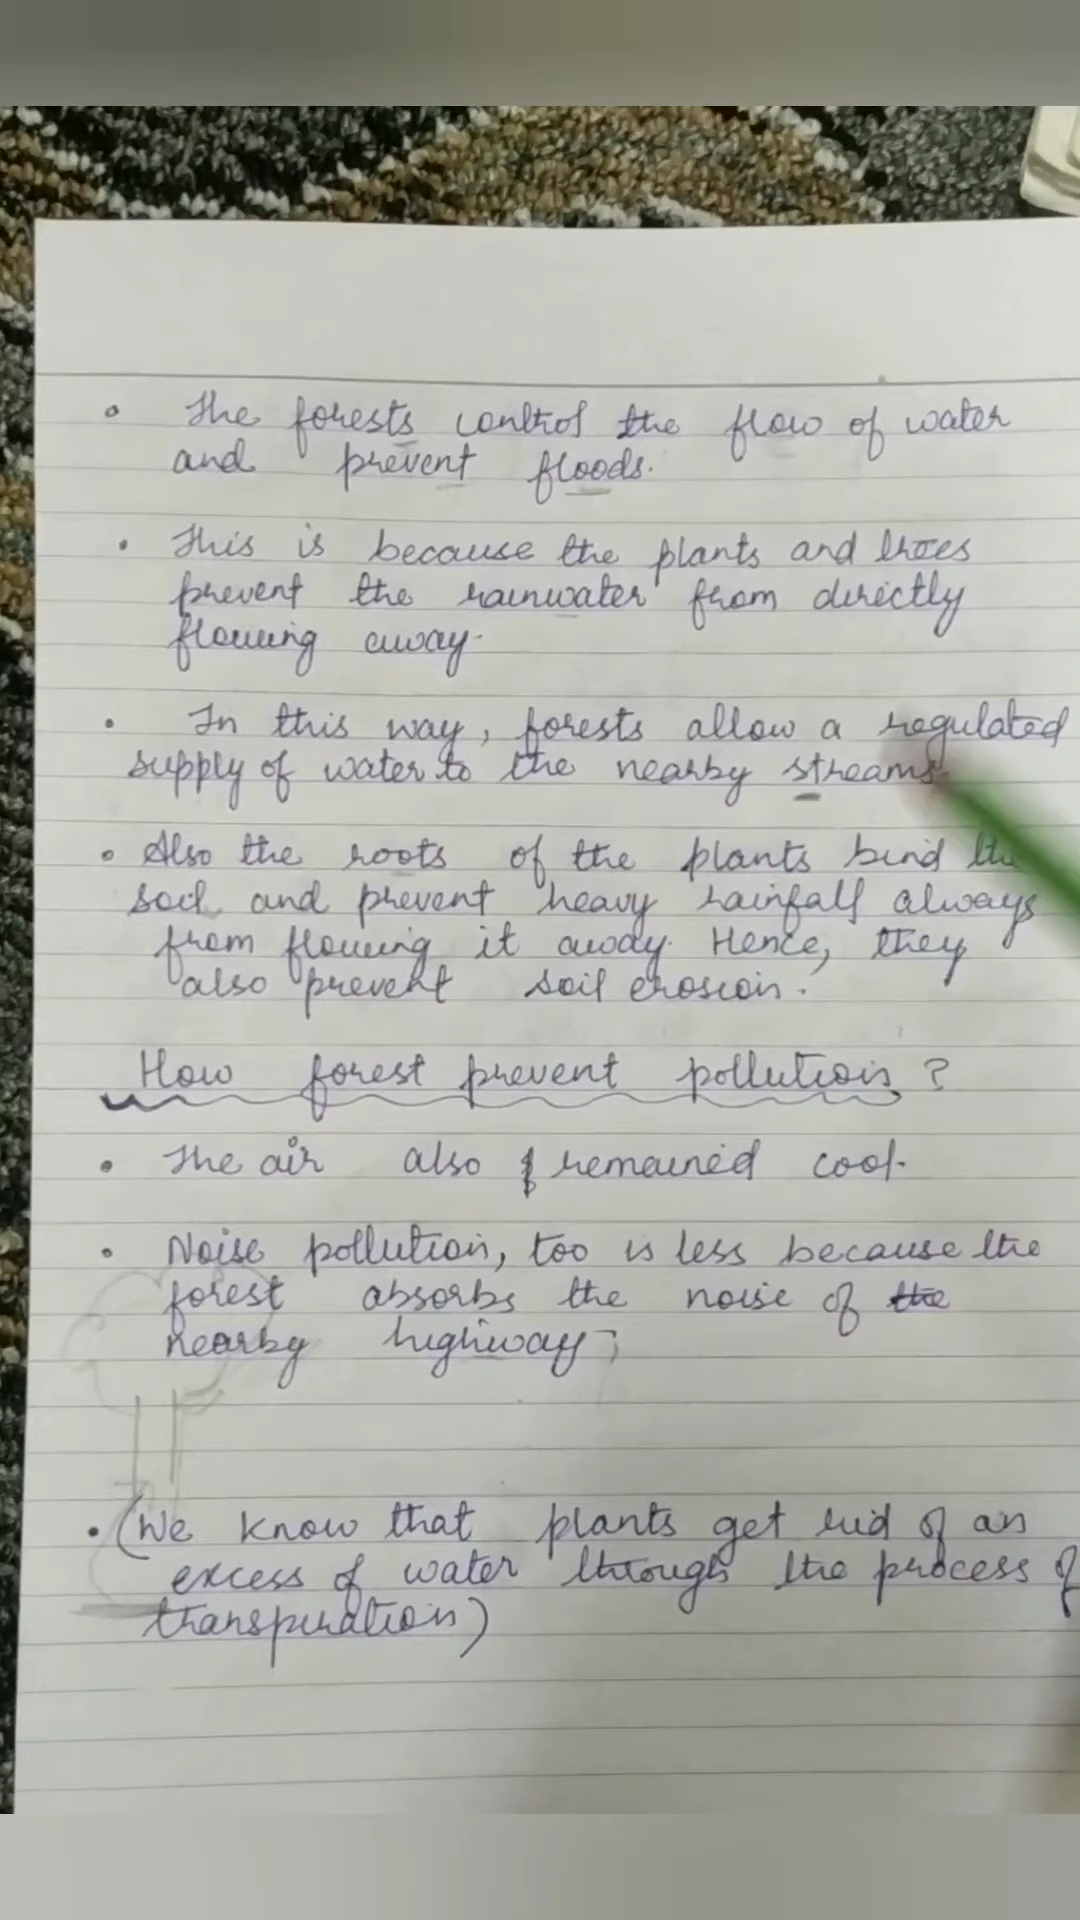 The forests control the flow of water
and prevent floods.
This is because the plants and trees
prevent the rainwater from directly
flowing away.
In this way, forests allow a regulated
supply of water to the nearby streams.
Also the roots of the plants bind the
soil and prevent heavy rainfall always
from flowing it away. Hence, they
also prevent soil erosion.
How forest prevent pollution?
The air also remained cool.
Noise pollution, too is less because the
forest absorbs the noise of the
nearby highway;
(We know that plants get rid of an
excess of water through the process of
transpiration)